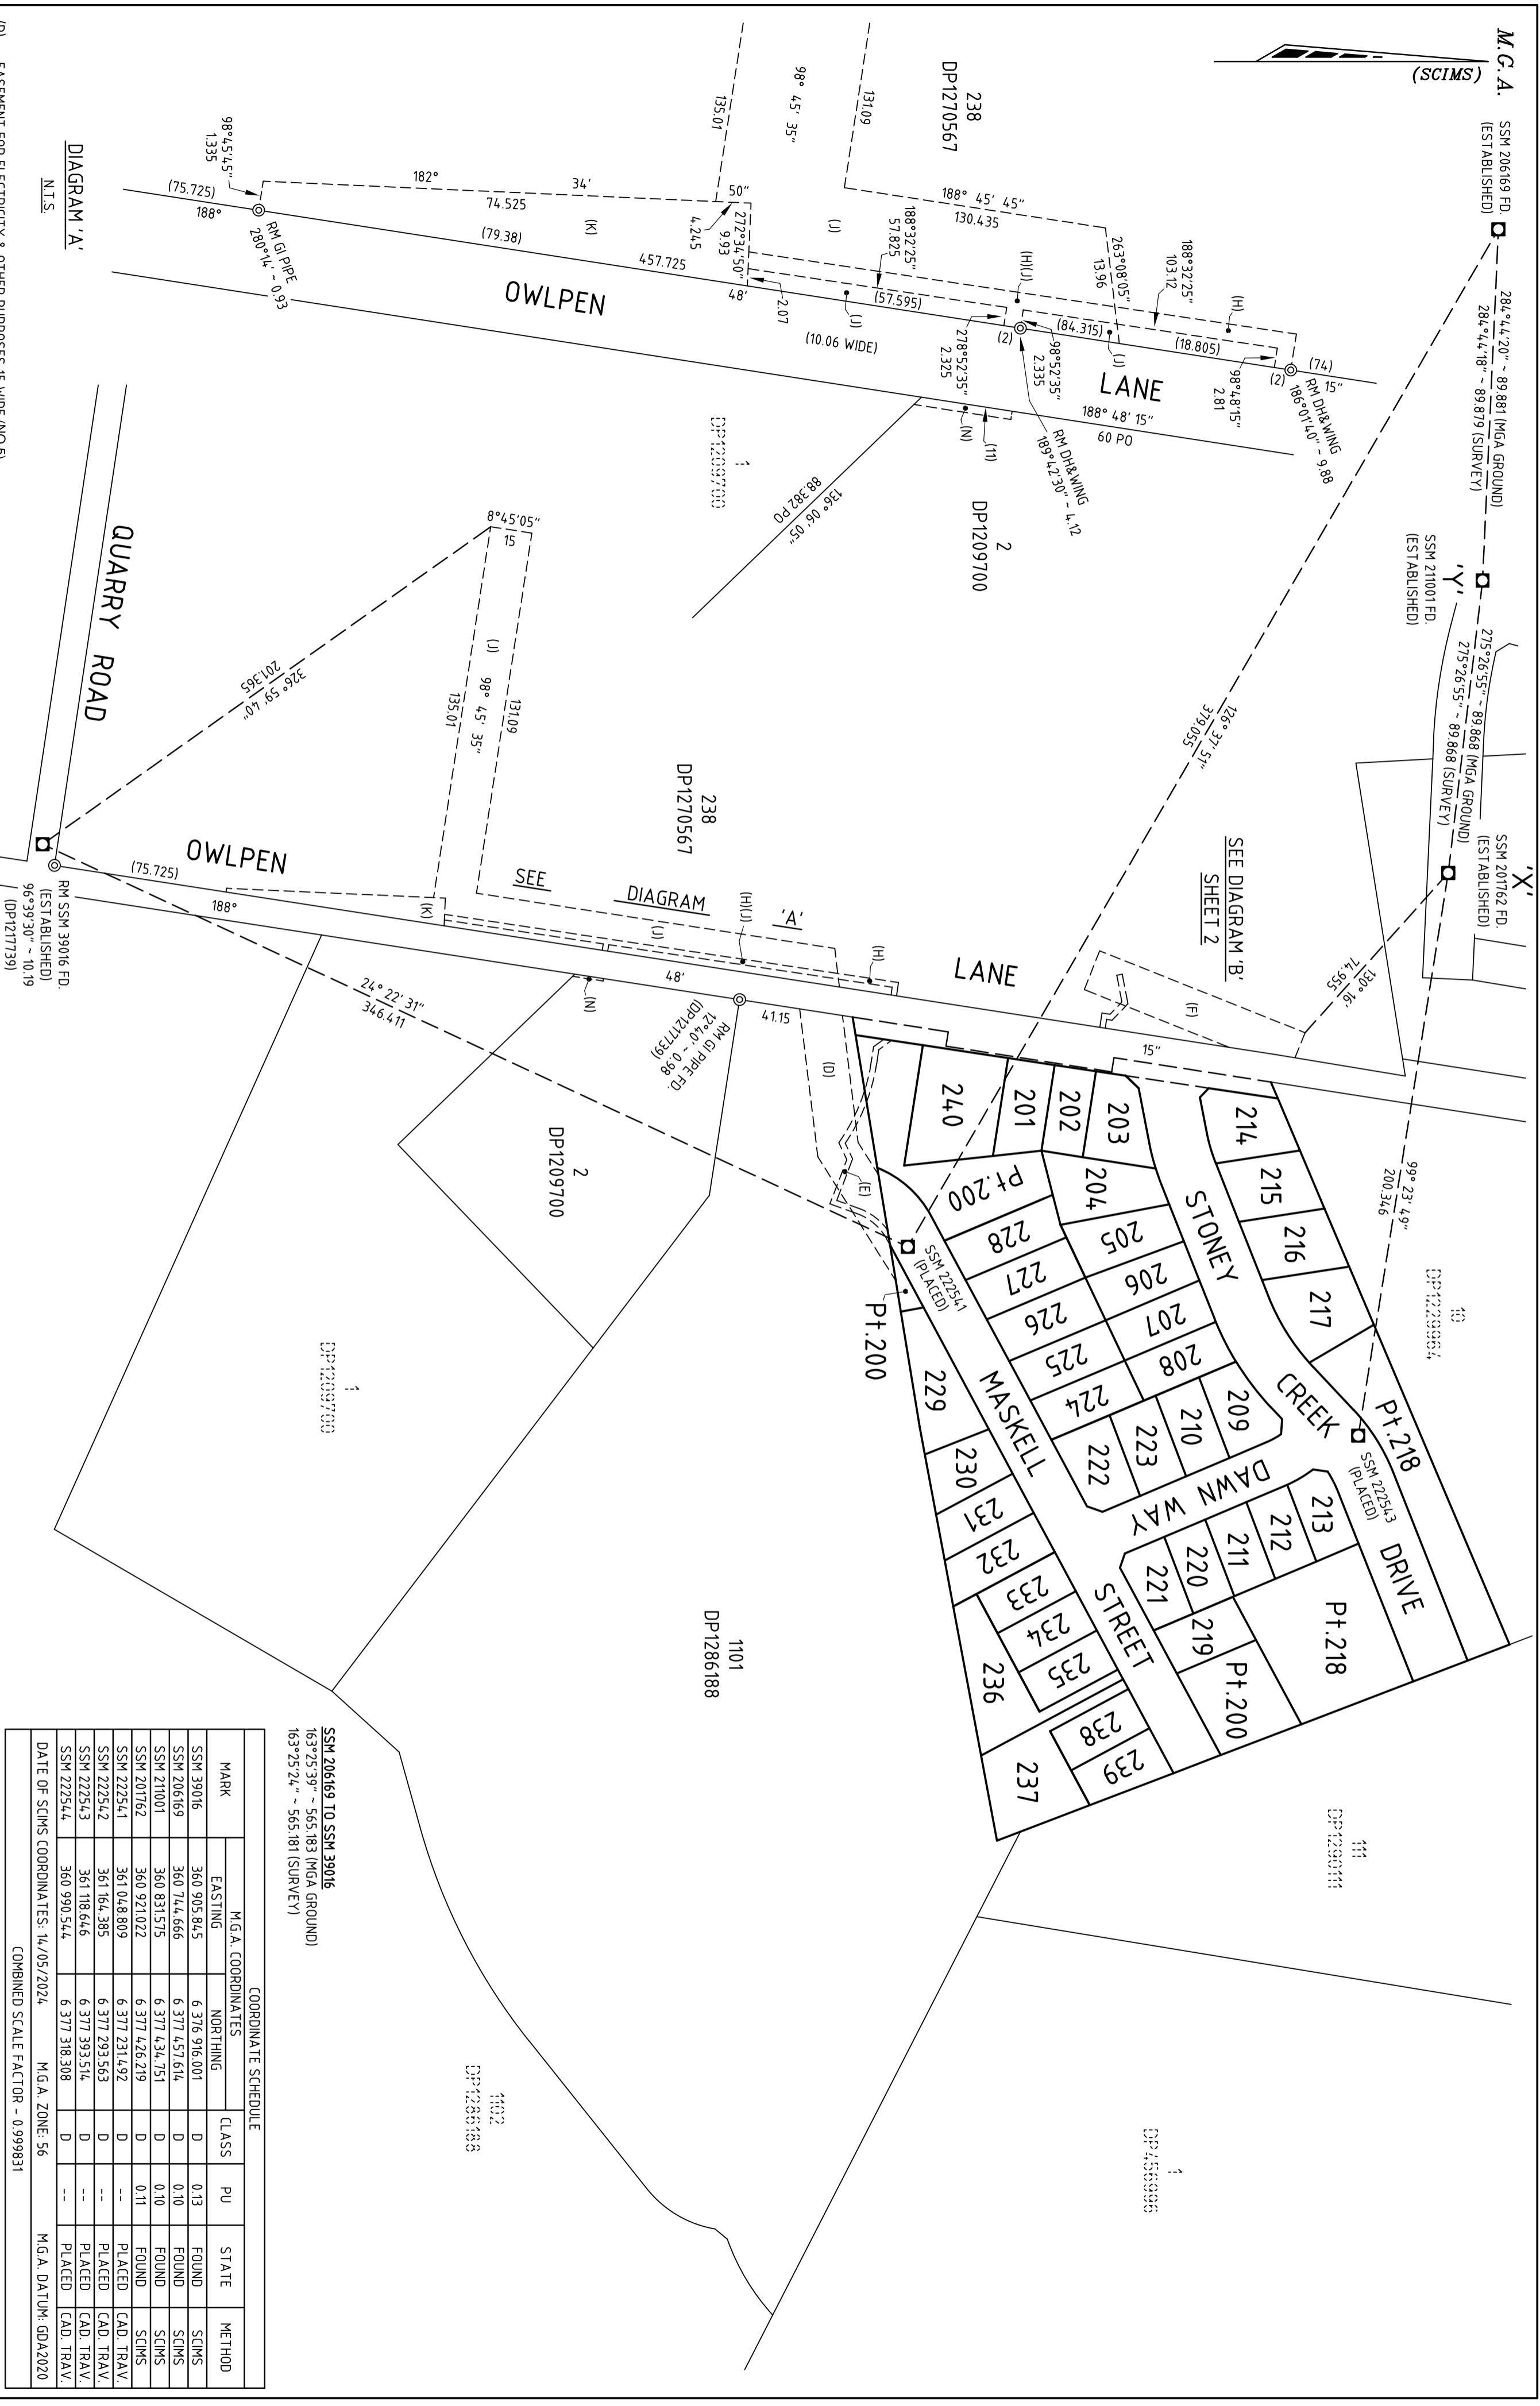 M.G.A.
(SCIMS)
SSM 206169 FD.
(ESTABLISHED)
284°44'20" ~ 89.881 (MGA GROUND)
284°44'18" ~ 89.879 (SURVEY)
SSM 211001 FD.
(ESTABLISHED)
'Y'
275°26'55" ~ 89.868 (MGA GROUND)
275°26'55" ~ 89.868 (SURVEY)
'X'
SSM 201762 FD.
(ESTABLISHED)
SEE DIAGRAM 'B'
SHEET 2
130° 16'
74.955
99° 23' 49"
200.346
126° 37' 51"
379.055
10
DP1229964
111
DP1290111
1
DP456996
238
DP1270567
131.09
98° 45' 35"
135.01
188° 45' 45"
130.435
263°08'05"
13.96
188°32'25"
103.12
(H)
(H)(J)
188°32'25"
57.825
(J)
(74)
15"
RM DH&WING
186°01'40" ~ 9.88
(2)
98°48'15"
2.81
(18.805)
(84.315)
(J)
98°52'35"
2.335
(2)
278°52'35"
2.325
(57.595)
(J)
(10.06 WIDE)
LANE
188° 48' 15"
60 PO
RM DH&WING
189°42'30" ~ 4.12
(11)
(N)
2.07
272°34'50"
9.93
4.245
50"
34'
182°
74.525
(K)
(79.38)
457.725
48'
OWLPEN
98°45'45"
1.335
(75.725)
188°
RM GI PIPE
280°14' ~ 0.93
DIAGRAM 'A'
N.T.S.
1
DP1209700
136° 06' 05"
88.382 PO
2
DP1209700
8°45'05"
15
(J)
98° 45' 35"
131.09
135.01
326° 59' 40"
201.365
QUARRY ROAD
238
DP1270567
SEE DIAGRAM 'A'
(H)(J)
(H)
(J)
(K)
OWLPEN
LANE
(75.725)
188°
48'
15"
41.15
(F)
(N)
(D)
(E)
RM SSM 39016 FD.
(ESTABLISHED)
96°39'30" ~ 10.19
(DP1217739)
24° 22' 31"
346.411
RM GI PIPE FD.
12°40' ~ 0.98
(DP1217739)
2
DP1209700
1
DP1209700
1101
DP1286188
1102
DP1286188
214
215
216
217
Pt.218
STONEY
CREEK
DRIVE
SSM 222543
(PLACED)
203
202
201
240
204
205
206
207
208
209
210
223
222
224
225
226
227
228
Pt.200
DAWN WAY
213
212
211
220
221
219
Pt.218
Pt.200
SSM 222541
(PLACED)
MASKELL
STREET
Pt.200
229
230
231
232
233
234
235
236
238
239
237
SSM 206169 TO SSM 39016
163°25'39" ~ 565.183 (MGA GROUND)
163°25'24" ~ 565.181 (SURVEY)
COORDINATE SCHEDULE
MARK M.G.A. COORDINATES CLASS PU STATE METHOD
EASTING NORTHING
SSM 39016 360 905.845 6 376 916.001 D 0.13 FOUND SCIMS
SSM 206169 360 744.666 6 377 457.614 D 0.10 FOUND SCIMS
SSM 211001 360 831.575 6 377 434.751 D 0.10 FOUND SCIMS
SSM 201762 360 921.022 6 377 426.219 D 0.11 FOUND SCIMS
SSM 222541 361 048.809 6 377 231.492 D -- PLACED CAD. TRAV.
SSM 222542 361 164.385 6 377 293.563 D -- PLACED CAD. TRAV.
SSM 222543 361 118.646 6 377 393.514 D -- PLACED CAD. TRAV.
SSM 222544 360 990.544 6 377 318.308 D -- PLACED CAD. TRAV.
DATE OF SCIMS COORDINATES: 14/05/2024 M.G.A. ZONE: 56 M.G.A. DATUM: GDA2020
COMBINED SCALE FACTOR - 0.999831